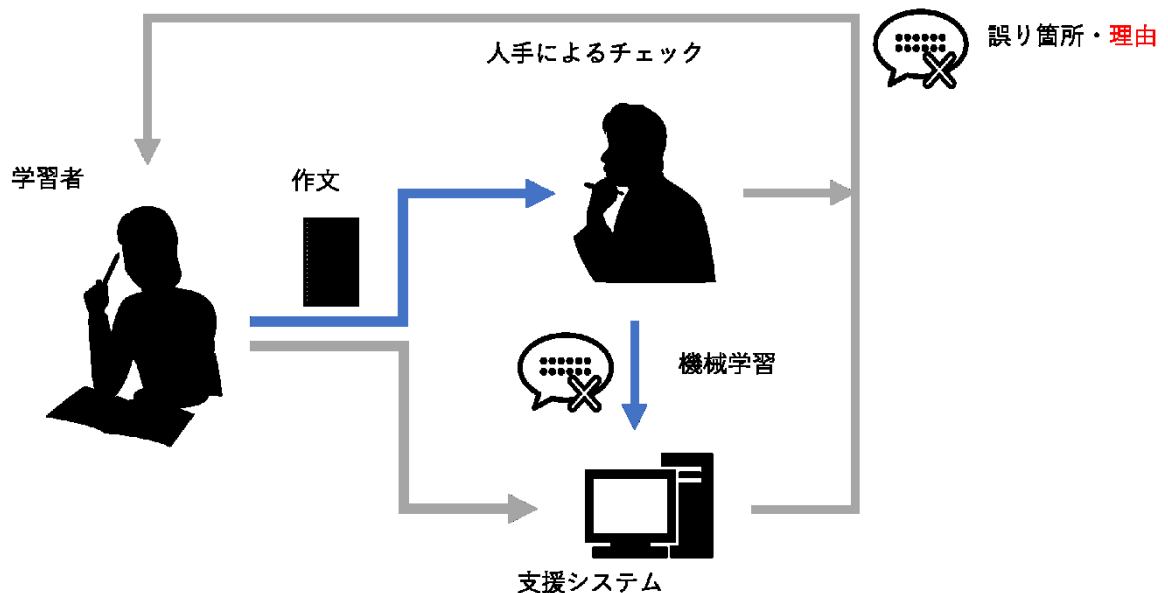 人手によるチェック
誤り箇所・理由
学習者
作文
機械学習
支援システム